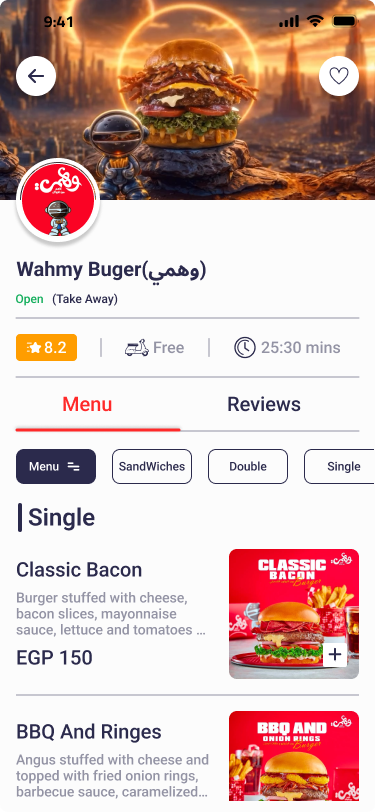 9:41
وهمي
Wahmy Buger(وهمي)
Open (Take Away)
8.2
Free
25:30 mins
Menu
Reviews
Menu
SandWiches
Double
Single
Single
Classic Bacon
Burger stuffed with cheese,
bacon slices, mayonnaise
sauce, lettuce and tomatoes ...
EGP 150
CLASSIC
BACON
Burger
BBQ And Ringes
Angus stuffed with cheese and
topped with fried onion rings,
barbecue sauce, caramelized...
BBQ AND
ONION RINGS
Burger